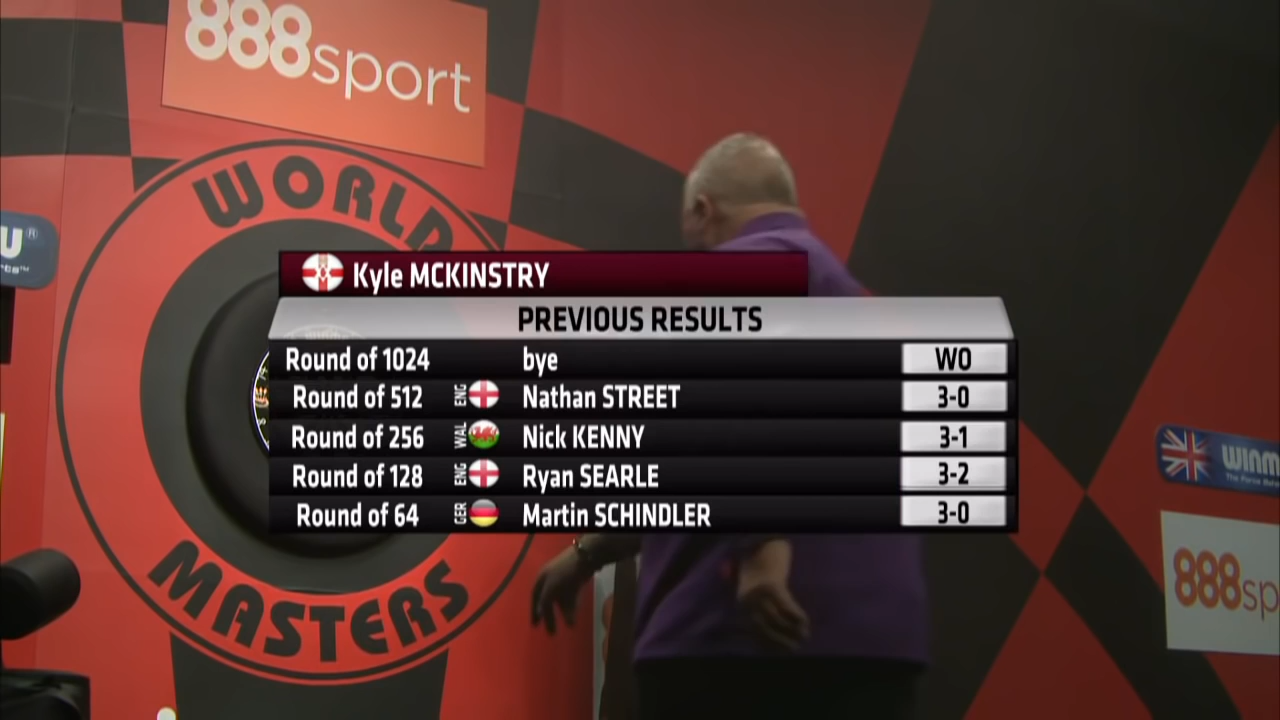 888sport
WORLD
MASTERS
U®
Kyle MCKINSTRY
PREVIOUS RESULTS
Round of 1024 bye WO
Round of 512 ENG Nathan STREET 3-0
Round of 256 WAL Nick KENNY 3-1
Round of 128 ENG Ryan SEARLE 3-2
Round of 64 GER Martin SCHINDLER 3-0
WINM
888sp